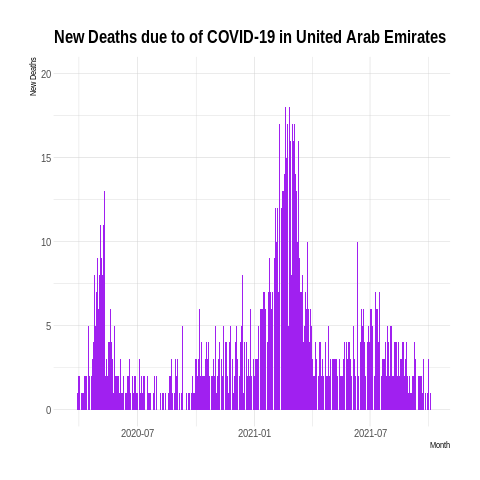 New Deaths due to of COVID-19 in United Arab Emirates
New Deaths
20
15
10
5
0
2020-07
2021-01
2021-07
Month